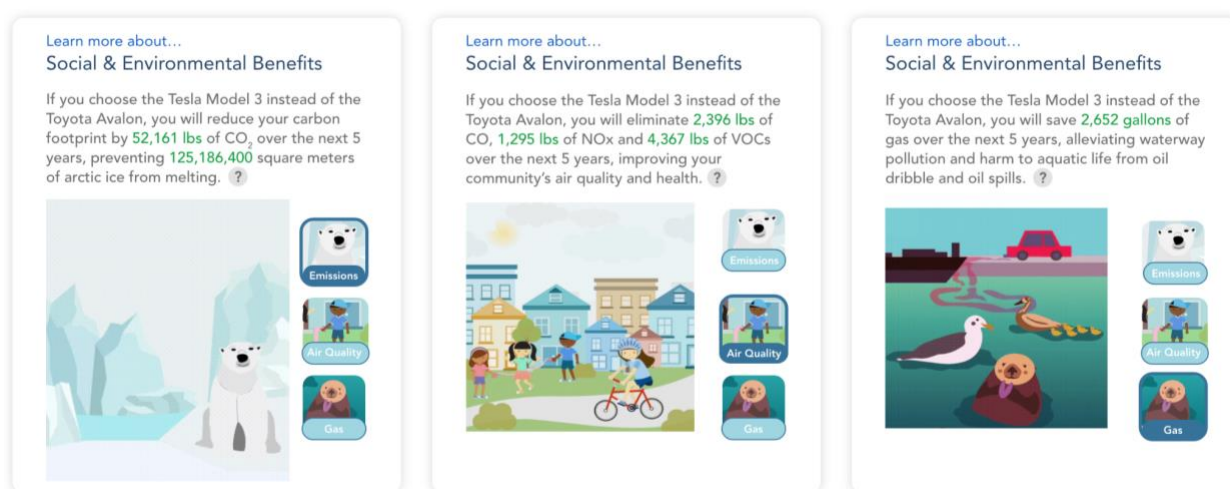 Learn more about...
Social & Environmental Benefits
If you choose the Tesla Model 3 instead of the
Toyota Avalon, you will reduce your carbon
footprint by 52,161 lbs of CO₂ over the next 5
years, preventing 125,186,400 square meters
of arctic ice from melting. ?
Emissions
Air Quality
Gas
Learn more about...
Social & Environmental Benefits
If you choose the Tesla Model 3 instead of the
Toyota Avalon, you will eliminate 2,396 lbs of
CO, 1,295 lbs of NOx and 4,367 lbs of VOCs
over the next 5 years, improving your
community's air quality and health. ?
Emissions
Air Quality
Gas
Learn more about...
Social & Environmental Benefits
If you choose the Tesla Model 3 instead of the
Toyota Avalon, you will save 2,652 gallons of
gas over the next 5 years, alleviating waterway
pollution and harm to aquatic life from oil
dribble and oil spills. ?
Emissions
Air Quality
Gas